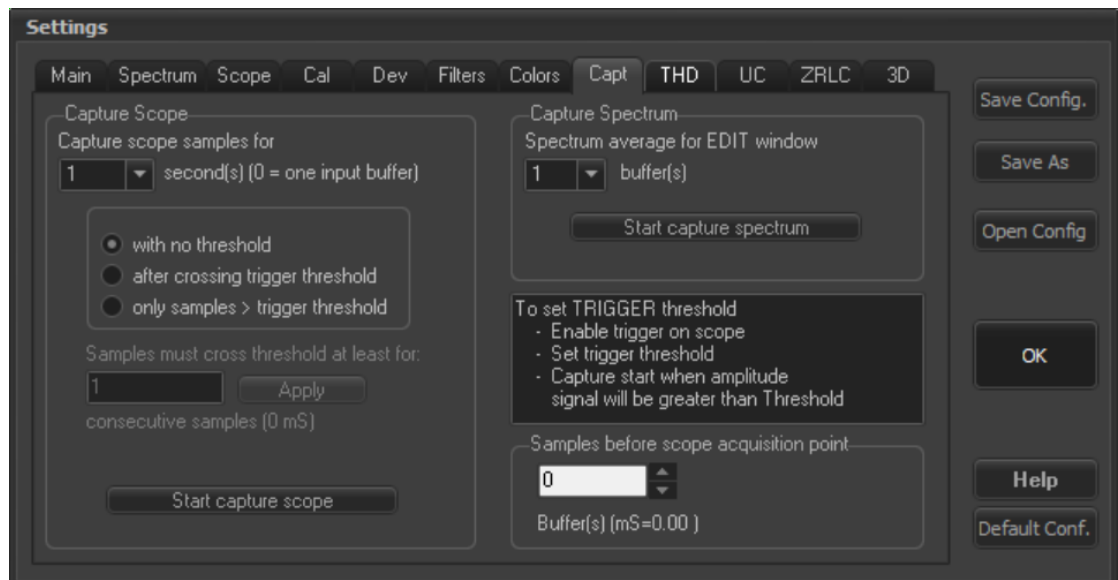 Settings
Main Spectrum Scope Cal Dev Filters Colors Capt THD UC ZRLC 3D
Capture Scope
Capture scope samples for
1 second(s) (0 = one input buffer)
with no threshold
after crossing trigger threshold
only samples > trigger threshold
Samples must cross threshold at least for:
1 Apply
consecutive samples (0 mS)
Start capture scope
Capture Spectrum
Spectrum average for EDIT window
1 buffer(s)
Start capture spectrum
To set TRIGGER threshold
- Enable trigger on scope
- Set trigger threshold
- Capture start when amplitude
signal will be greater than Threshold
Samples before scope acquisition point
0
Buffer(s) (mS=0.00 )
Save Config.
Save As
Open Config
OK
Help
Default Conf.